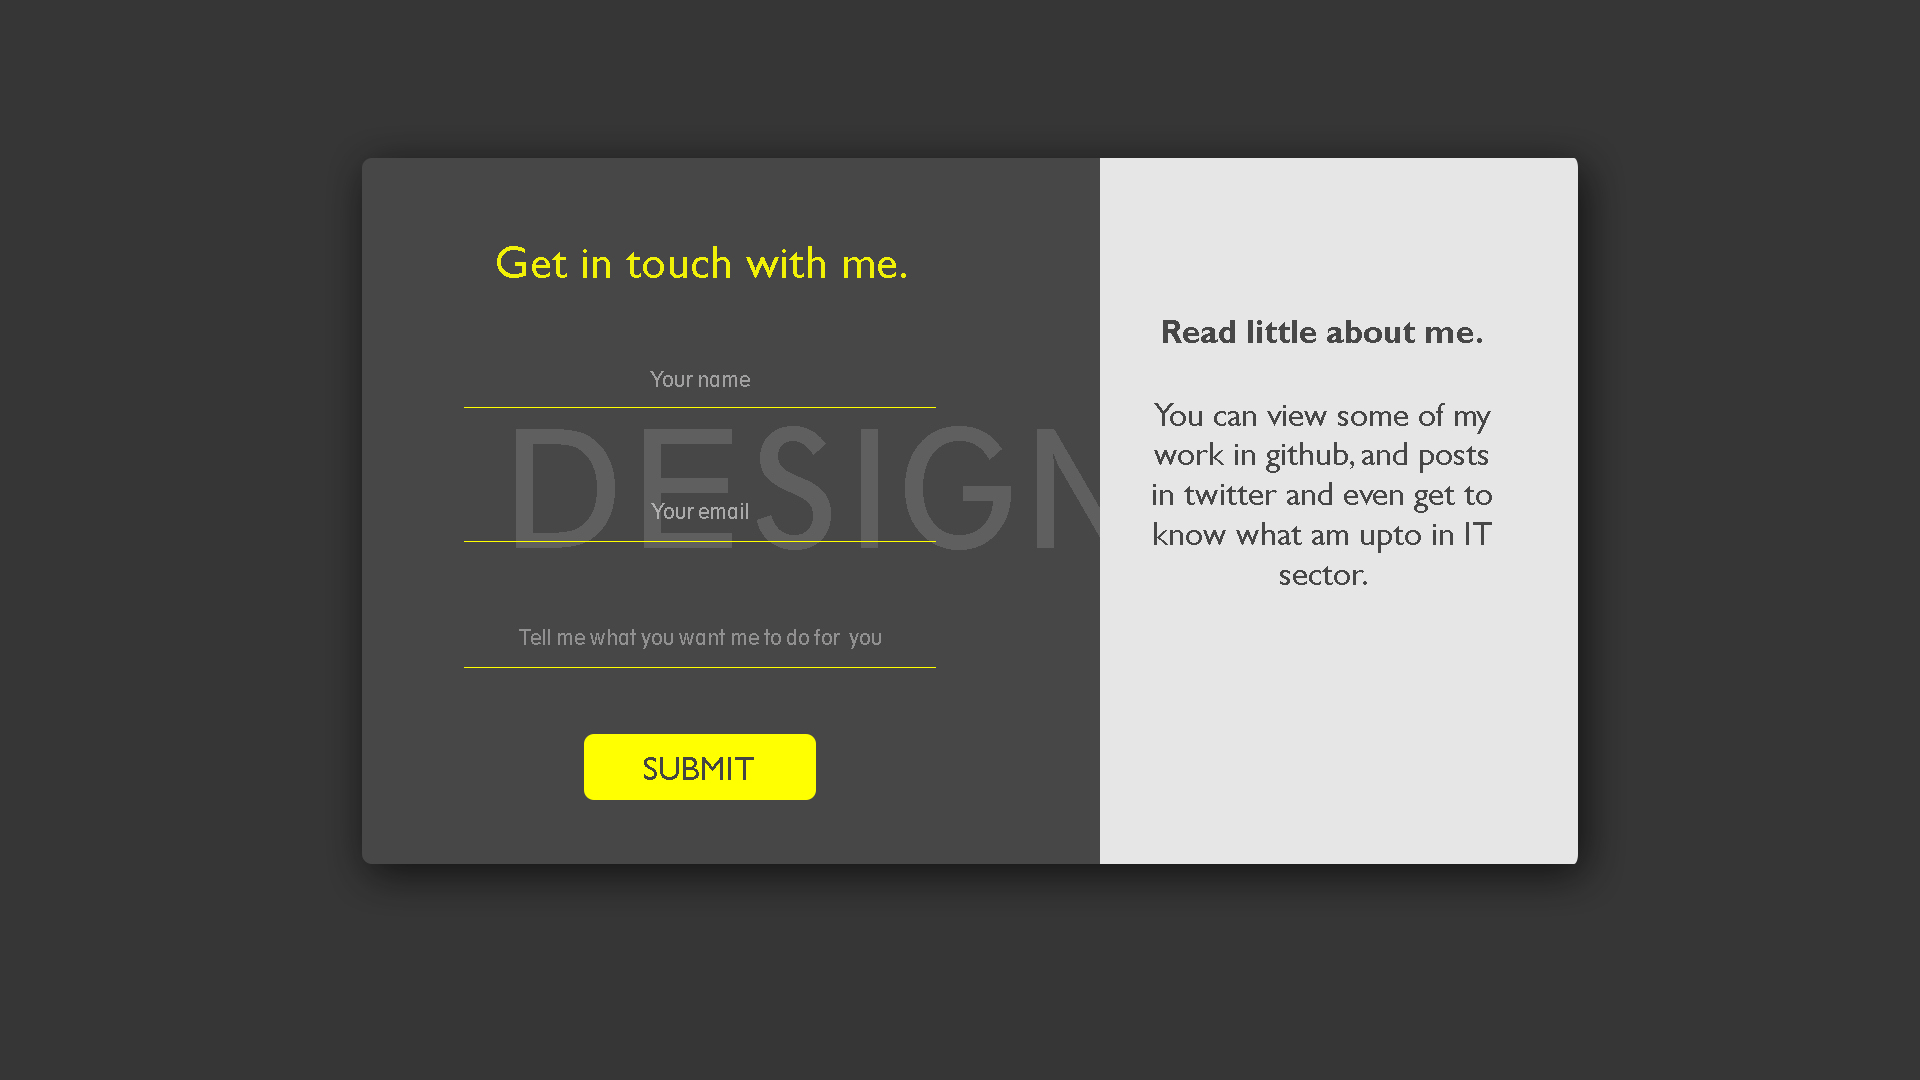 Get in touch with me.
Your name
DESIGN
Your email
Tell me what you want me to do for you
SUBMIT
Read little about me.
You can view some of my
work in github, and posts
in twitter and even get to
know what am upto in IT
sector.